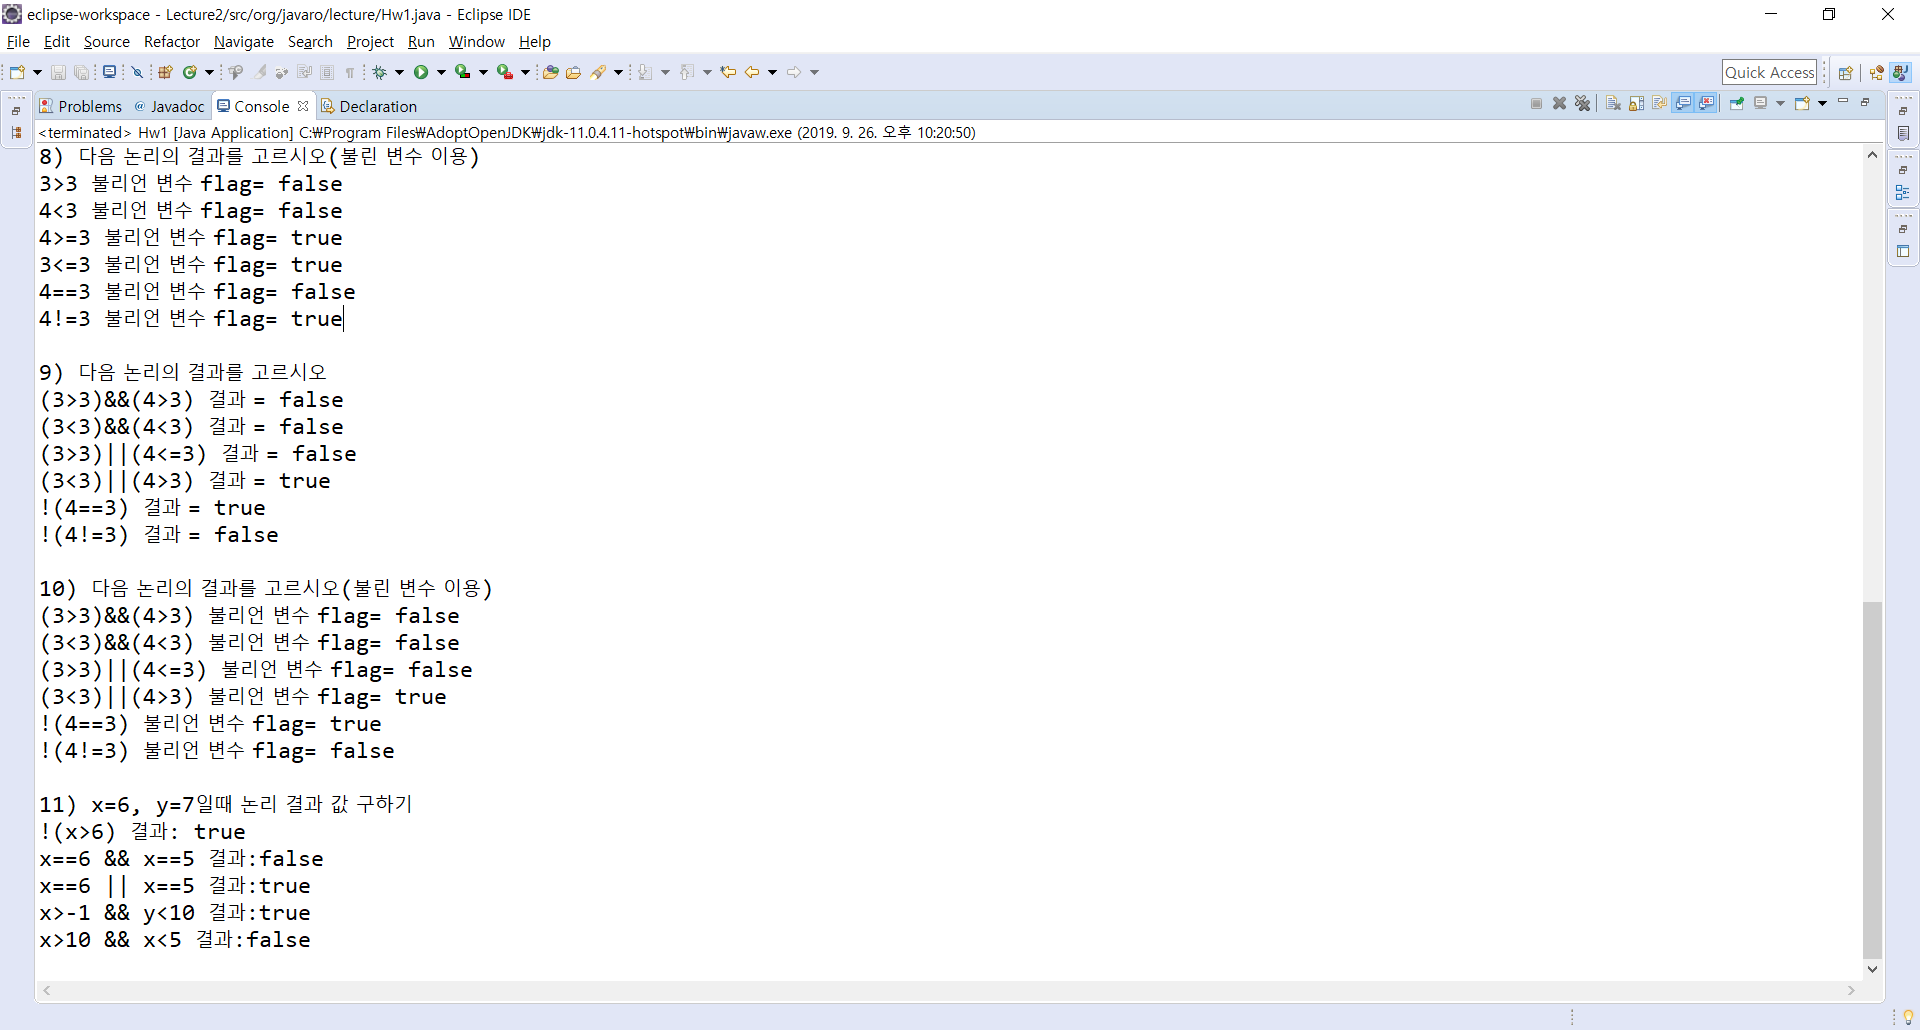 eclipse-workspace - Lecture2/src/org/javaro/lecture/Hw1.java - Eclipse IDE
File Edit Source Refactor Navigate Search Project Run Window Help
Quick Access
Problems @ Javadoc Console Declaration
<terminated> Hw1 [Java Application] C:₩Program Files₩AdoptOpenJDK₩jdk-11.0.4.11-hotspot₩bin₩javaw.exe (2019. 9. 26. 오후 10:20:50)
8) 다음 논리의 결과를 고르시오(불린 변수 이용)
3>3 불리언 변수 flag= false
4<3 불리언 변수 flag= false
4>=3 불리언 변수 flag= true
3<=3 불리언 변수 flag= true
4==3 불리언 변수 flag= false
4!=3 불리언 변수 flag= true
9) 다음 논리의 결과를 고르시오
(3>3)&&(4>3) 결과 = false
(3<3)&&(4<3) 결과 = false
(3>3)||(4<=3) 결과 = false
(3<3)||(4>3) 결과 = true
!(4==3) 결과 = true
!(4!=3) 결과 = false
10) 다음 논리의 결과를 고르시오(불린 변수 이용)
(3>3)&&(4>3) 불리언 변수 flag= false
(3<3)&&(4<3) 불리언 변수 flag= false
(3>3)||(4<=3) 불리언 변수 flag= false
(3<3)||(4>3) 불리언 변수 flag= true
!(4==3) 불리언 변수 flag= true
!(4!=3) 불리언 변수 flag= false
11) x=6, y=7일때 논리 결과 값 구하기
!(x>6) 결과: true
x==6 && x==5 결과:false
x==6 || x==5 결과:true
x>-1 && y<10 결과:true
x>10 && x<5 결과:false